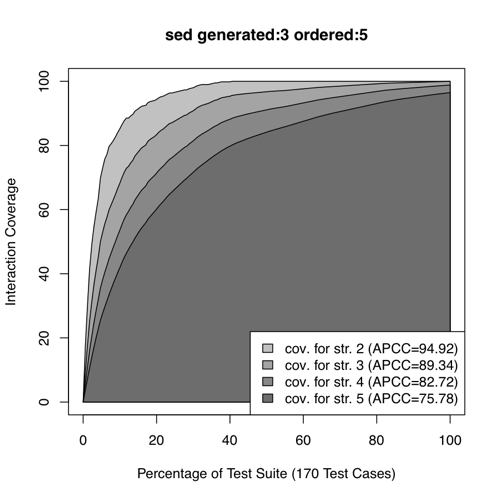 sed generated:3 ordered:5
Interaction Coverage
100
80
60
40
20
0
cov. for str. 2 (APCC=94.92)
cov. for str. 3 (APCC=89.34)
cov. for str. 4 (APCC=82.72)
cov. for str. 5 (APCC=75.78)
0 20 40 60 80 100
Percentage of Test Suite (170 Test Cases)